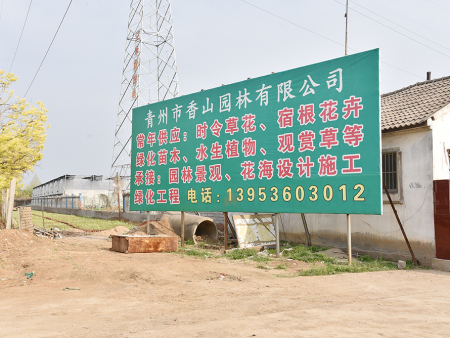 青州市香山园林有限公司
常年供应：时令草花、宿根花卉
绿化苗木、水生植物、观赏草等
承接：园林景观、花海设计施工
绿化工程 电话：13953603012